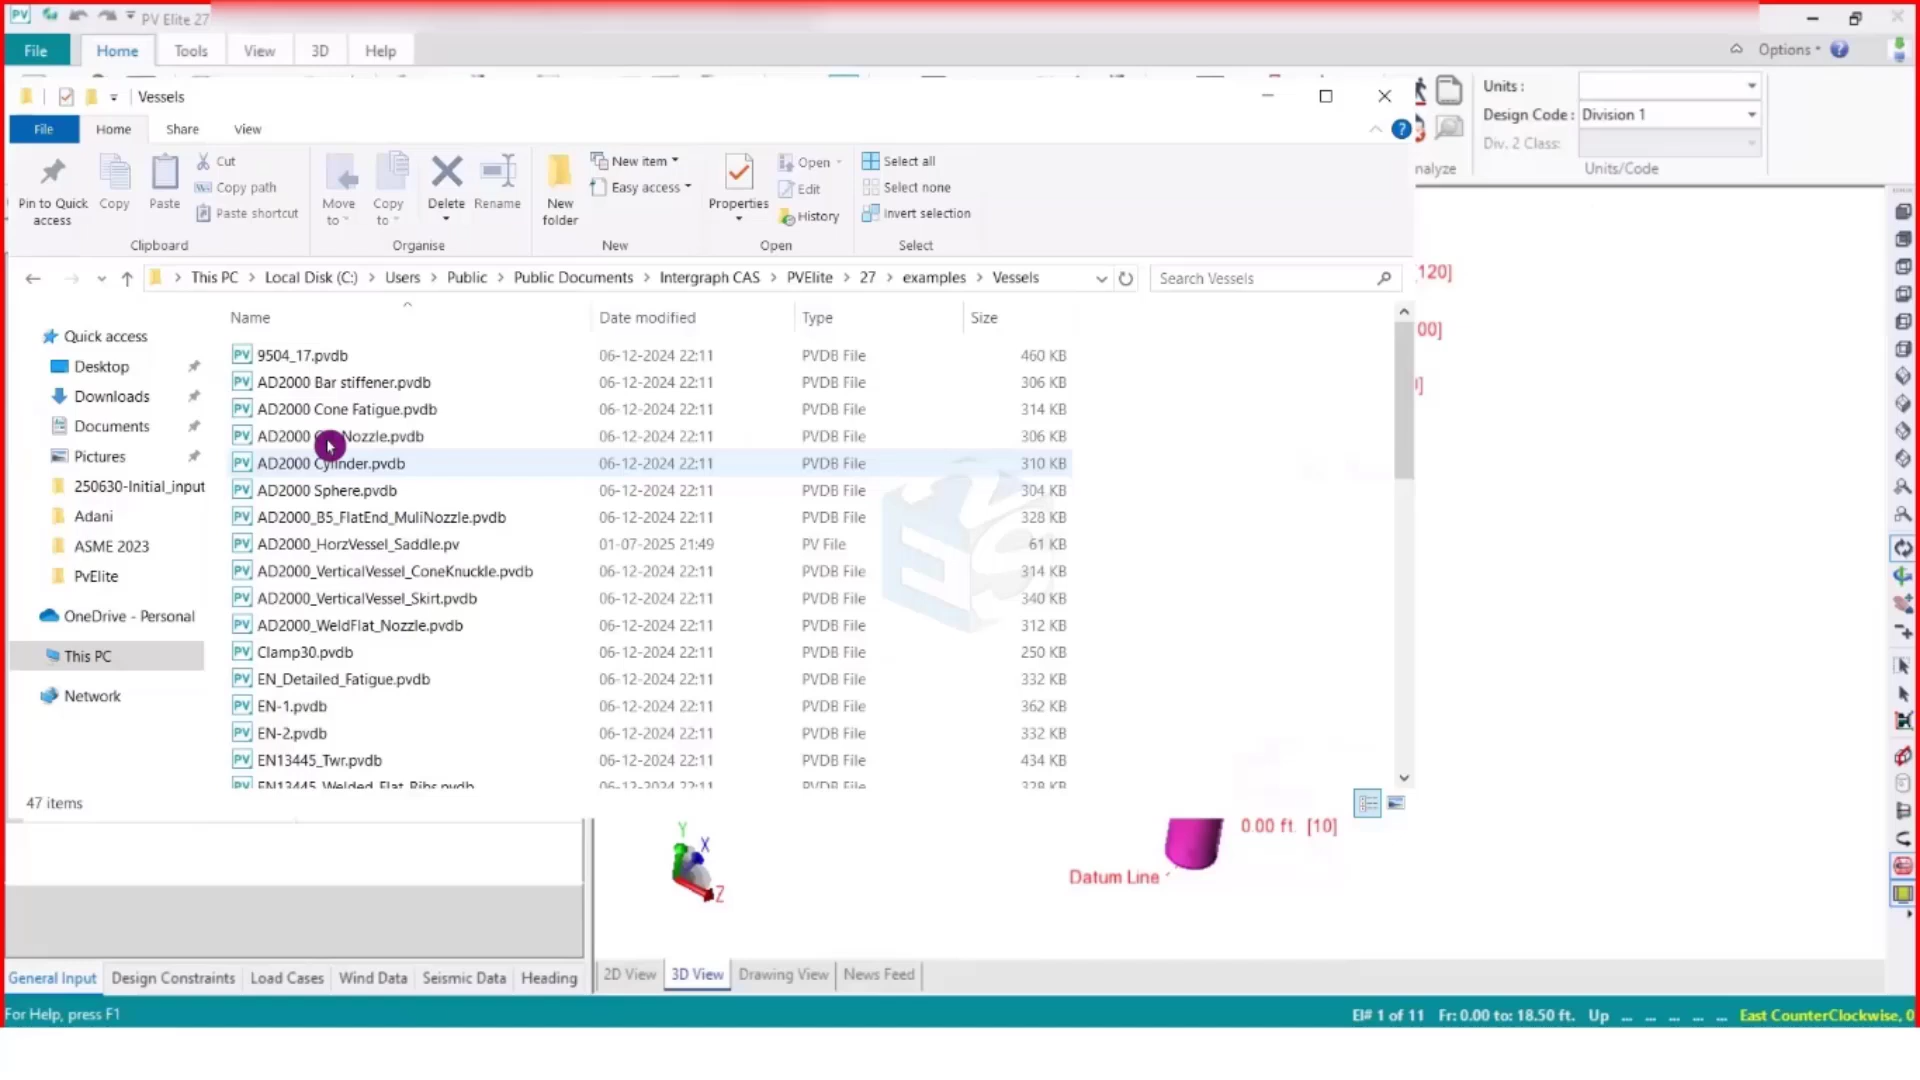 PV Elite 27
File Home Tools View 3D Help Options
Vessels
Units :
File Home Share View
Design Code : Division 1
Div. 2 Class:
Cut
Copy path
Paste shortcut
Pin to Quick access Copy Paste
Move to Copy to Delete Rename
New folder
New item
Easy access
Properties
Open
Edit
History
Select all
Select none
Invert selection
nalyze Units/Code
Clipboard Organise New Open Select
This PC > Local Disk (C:) > Users > Public > Public Documents > Intergraph CAS > PVElite > 27 > examples > Vessels
Search Vessels
120]
00]
Name Date modified Type Size
Quick access
Desktop
Downloads
Documents
Pictures
250630-Initial_input
Adani
ASME 2023
PvElite
OneDrive - Personal
This PC
Network
9504_17.pvdb 06-12-2024 22:11 PVDB File 460 KB
AD2000 Bar stiffener.pvdb 06-12-2024 22:11 PVDB File 306 KB
AD2000 Cone Fatigue.pvdb 06-12-2024 22:11 PVDB File 314 KB
AD2000 Nozzle.pvdb 06-12-2024 22:11 PVDB File 306 KB
AD2000 Cylinder.pvdb 06-12-2024 22:11 PVDB File 310 KB
AD2000 Sphere.pvdb 06-12-2024 22:11 PVDB File 304 KB
AD2000_B5_FlatEnd_MuliNozzle.pvdb 06-12-2024 22:11 PVDB File 328 KB
AD2000_HorzVessel_Saddle.pv 01-07-2025 21:49 PV File 61 KB
AD2000_VerticalVessel_ConeKnuckle.pvdb 06-12-2024 22:11 PVDB File 314 KB
AD2000_VerticalVessel_Skirt.pvdb 06-12-2024 22:11 PVDB File 340 KB
AD2000_WeldFlat_Nozzle.pvdb 06-12-2024 22:11 PVDB File 312 KB
Clamp30.pvdb 06-12-2024 22:11 PVDB File 250 KB
EN_Detailed_Fatigue.pvdb 06-12-2024 22:11 PVDB File 332 KB
EN-1.pvdb 06-12-2024 22:11 PVDB File 362 KB
EN-2.pvdb 06-12-2024 22:11 PVDB File 332 KB
EN13445_Twr.pvdb 06-12-2024 22:11 PVDB File 434 KB
EN13445_Welded_Flat_Ribs.pvdb 06-12-2024 22:11 PVDB File 328 KB
47 items
Y
X
Z
0.00 ft. [10]
Datum Line
General Input Design Constraints Load Cases Wind Data Seismic Data Heading
2D View 3D View Drawing View News Feed
For Help, press F1
El# 1 of 11 Fr: 0.00 to: 18.50 ft. Up ... ... ... ... ... East CounterClockwise, 0